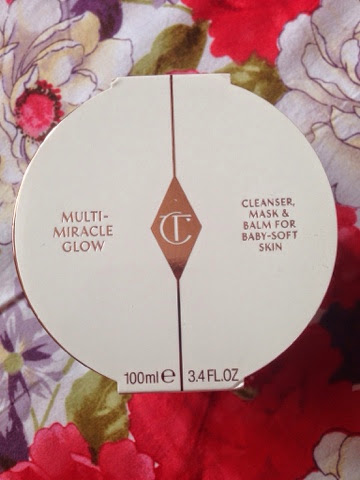 MULTI-
MIRACLE
GLOW
CT
CLEANSER,
MASK &
BALM FOR
BABY-SOFT
SKIN
100ml℮ 3.4 FL.OZ